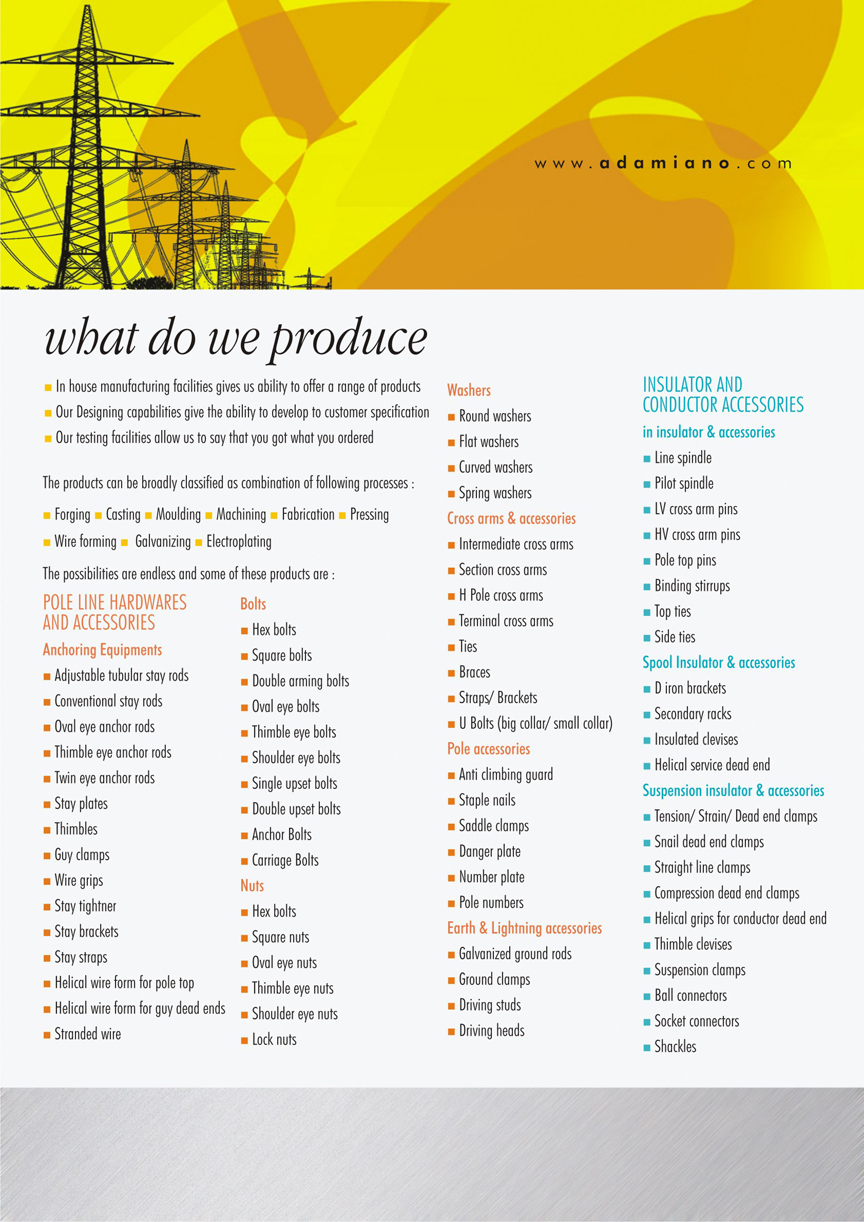 www.adamiano.com
what do we produce
In house manufacturing facilities gives us ability to offer a range of products
Our Designing capabilities give the ability to develop to customer specification
Our testing facilities allow us to say that you got what you ordered
The products can be broadly classified as combination of following processes :
Forging Casting Moulding Machining Fabrication Pressing
Wire forming Galvanizing Electroplating
The possibilities are endless and some of these products are :
POLE LINE HARDWARES
AND ACCESSORIES
Anchoring Equipments
Adjustable tubular stay rods
Conventional stay rods
Oval eye anchor rods
Thimble eye anchor rods
Twin eye anchor rods
Stay plates
Thimbles
Guy clamps
Wire grips
Stay tightner
Stay brackets
Stay straps
Helical wire form for pole top
Helical wire form for guy dead ends
Stranded wire
Bolts
Hex bolts
Square bolts
Double arming bolts
Oval eye bolts
Thimble eye bolts
Shoulder eye bolts
Single upset bolts
Double upset bolts
Anchor Bolts
Carriage Bolts
Nuts
Hex bolts
Square nuts
Oval eye nuts
Thimble eye nuts
Shoulder eye nuts
Lock nuts
Washers
Round washers
Flat washers
Curved washers
Spring washers
Cross arms & accessories
Intermediate cross arms
Section cross arms
H Pole cross arms
Terminal cross arms
Ties
Braces
Straps/ Brackets
U Bolts (big collar/ small collar)
Pole accessories
Anti climbing guard
Staple nails
Saddle clamps
Danger plate
Number plate
Pole numbers
Earth & Lightning accessories
Galvanized ground rods
Ground clamps
Driving studs
Driving heads
INSULATOR AND
CONDUCTOR ACCESSORIES
in insulator & accessories
Line spindle
Pilot spindle
LV cross arm pins
HV cross arm pins
Pole top pins
Binding stirrups
Top ties
Side ties
Spool Insulator & accessories
D iron brackets
Secondary racks
Insulated clevises
Helical service dead end
Suspension insulator & accessories
Tension/ Strain/ Dead end clamps
Snail dead end clamps
Straight line clamps
Compression dead end clamps
Helical grips for conductor dead end
Thimble clevises
Suspension clamps
Ball connectors
Socket connectors
Shackles